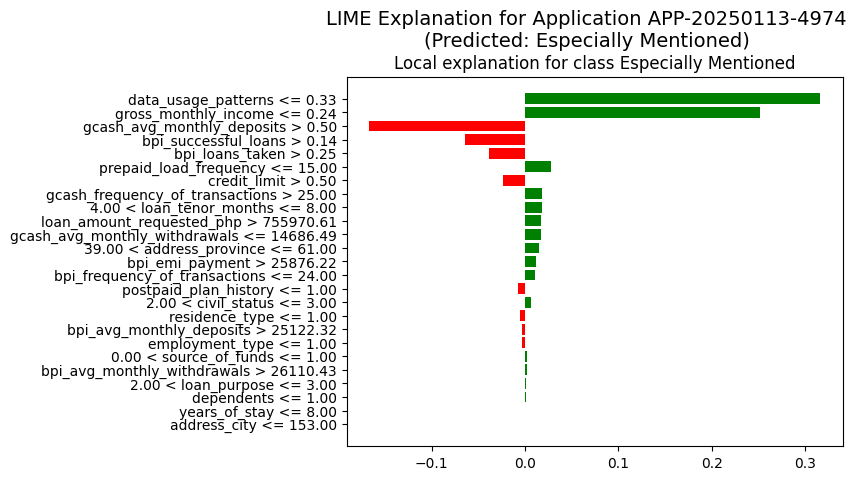 LIME Explanation for Application APP-20250113-4974
(Predicted: Especially Mentioned)
Local explanation for class Especially Mentioned
data_usage_patterns <= 0.33
gross_monthly_income <= 0.24
gcash_avg_monthly_deposits > 0.50
bpi_successful_loans > 0.14
bpi_loans_taken > 0.25
prepaid_load_frequency <= 15.00
credit_limit > 0.50
gcash_frequency_of_transactions > 25.00
4.00 < loan_tenor_months <= 8.00
loan_amount_requested_php > 755970.61
gcash_avg_monthly_withdrawals <= 14686.49
39.00 < address_province <= 61.00
bpi_emi_payment > 25876.22
bpi_frequency_of_transactions <= 24.00
postpaid_plan_history <= 1.00
2.00 < civil_status <= 3.00
residence_type <= 1.00
bpi_avg_monthly_deposits > 25122.32
employment_type <= 1.00
0.00 < source_of_funds <= 1.00
bpi_avg_monthly_withdrawals > 26110.43
2.00 < loan_purpose <= 3.00
dependents <= 1.00
years_of_stay <= 8.00
address_city <= 153.00
−0.1 0.0 0.1 0.2 0.3